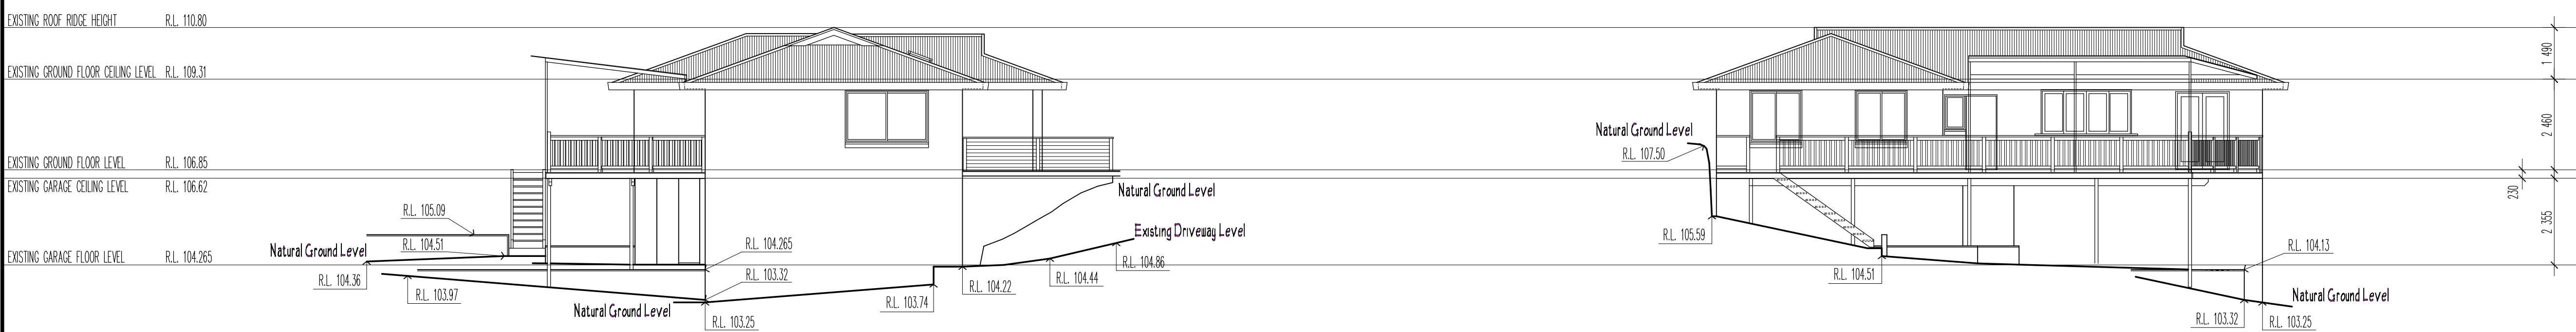 EXISTING ROOF RIDGE HEIGHT R.L. 110.80
EXISTING GROUND FLOOR CEILING LEVEL R.L. 109.31
EXISTING GROUND FLOOR LEVEL R.L. 106.85
EXISTING GARAGE CEILING LEVEL R.L. 106.62
EXISTING GARAGE FLOOR LEVEL R.L. 104.265
R.L. 105.09
Natural Ground Level
R.L. 104.51
R.L. 104.36
R.L. 103.97
Natural Ground Level
R.L. 104.265
R.L. 103.32
R.L. 103.25
R.L. 103.74
R.L. 104.22
R.L. 104.44
R.L. 104.86
Natural Ground Level
Existing Driveway Level
Natural Ground Level
R.L. 107.50
R.L. 105.59
R.L. 104.51
R.L. 104.13
Natural Ground Level
R.L. 103.32
R.L. 103.25
1 490
2 460
230
2 355